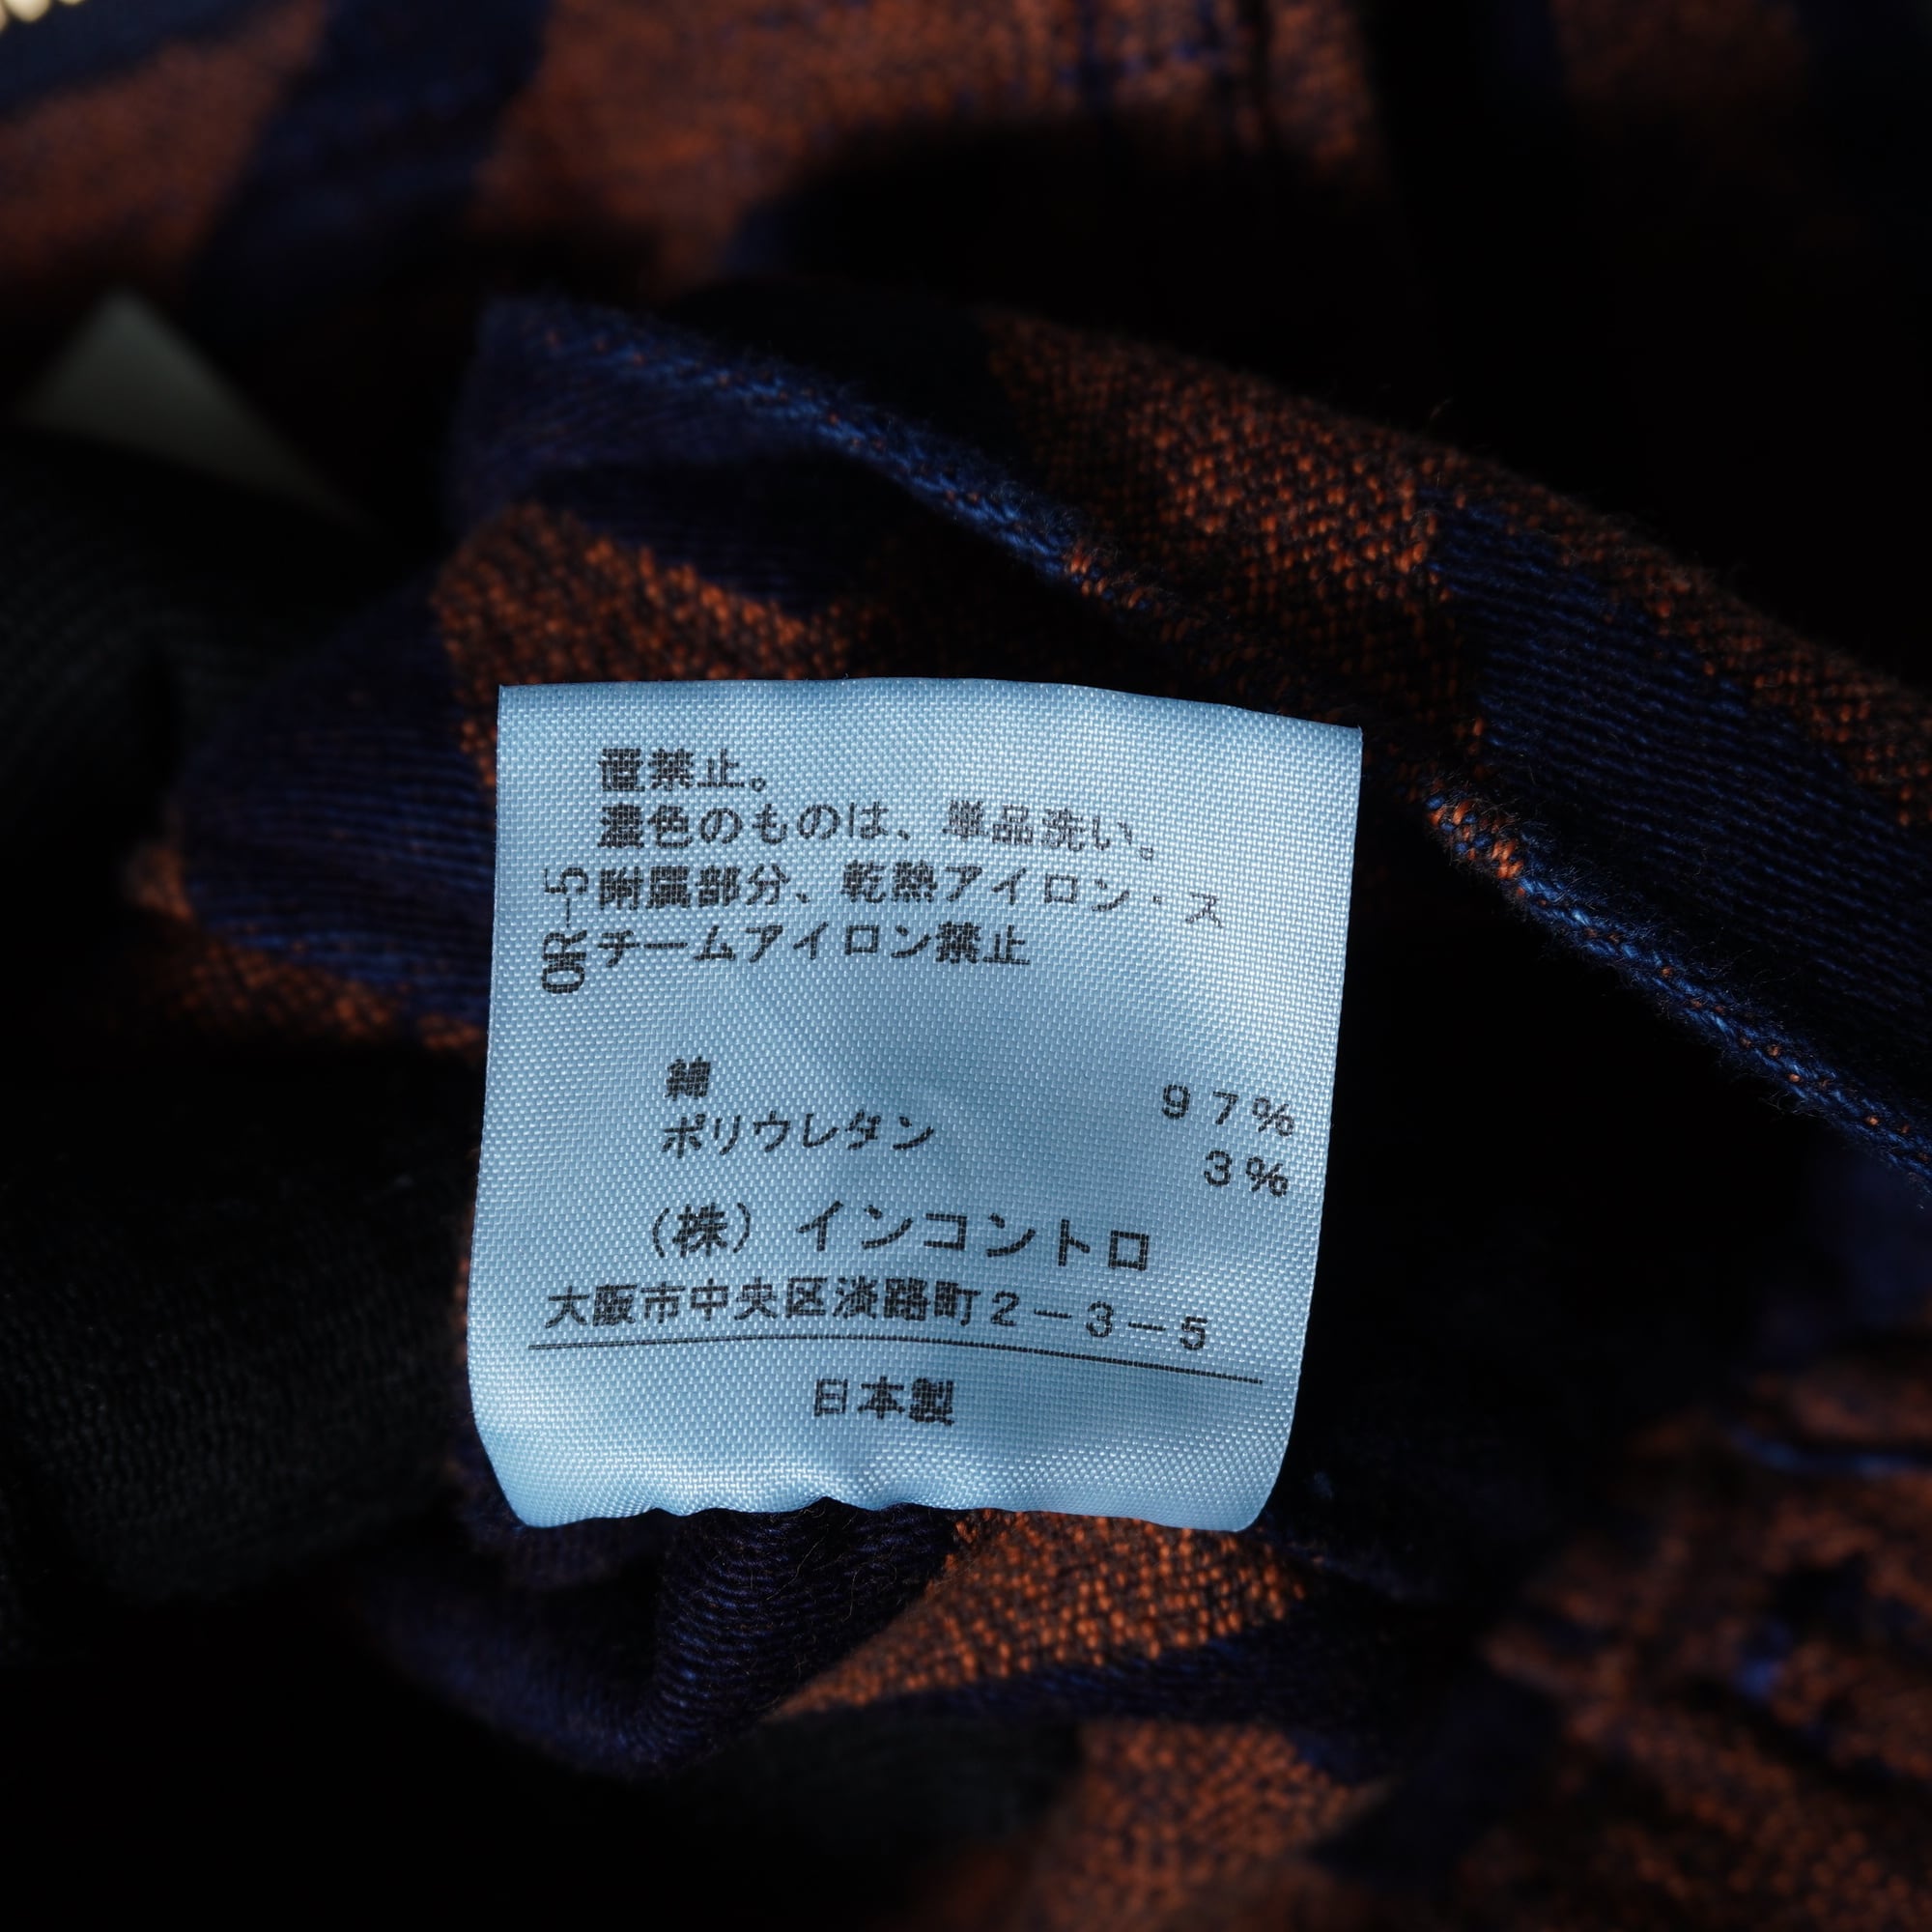 置禁止。
濃色のものは、単品洗い。
附属部分、乾熱アイロン・ス
チームアイロン禁止
OR-5
綿 97%
ポリウレタン 3%
(株) インコントロ
大阪市中央区淡路町2-3-5
日本製